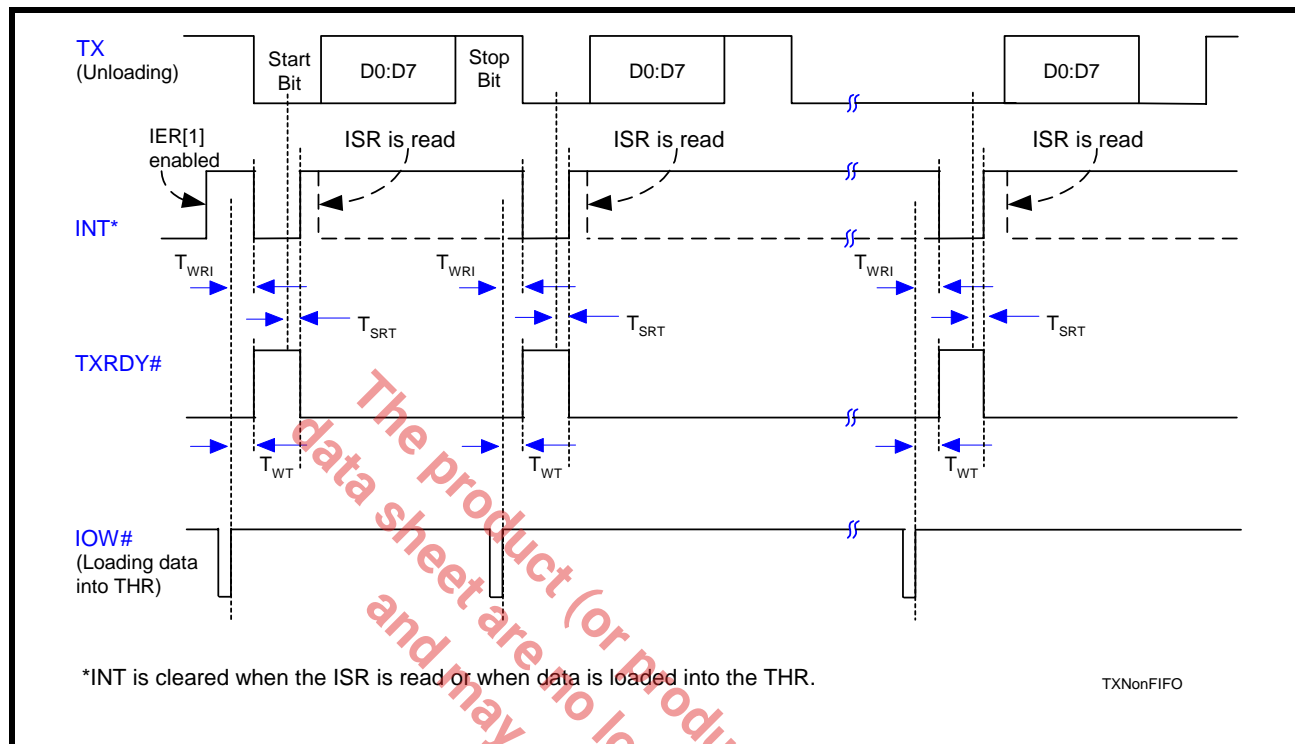 TX
(Unloading)
Start
Bit
D0:D7
Stop
Bit
D0:D7
D0:D7
IER[1]
enabled
ISR is read
ISR is read
ISR is read
INT*
TWRI
TWRI
TWRI
TSRT
TSRT
TSRT
TXRDY#
TWT
TWT
TWT
IOW#
(Loading data
into THR)
*INT is cleared when the ISR is read or when data is loaded into the THR.
TXNonFIFO
The product (or produ
data sheet are no lo
and may